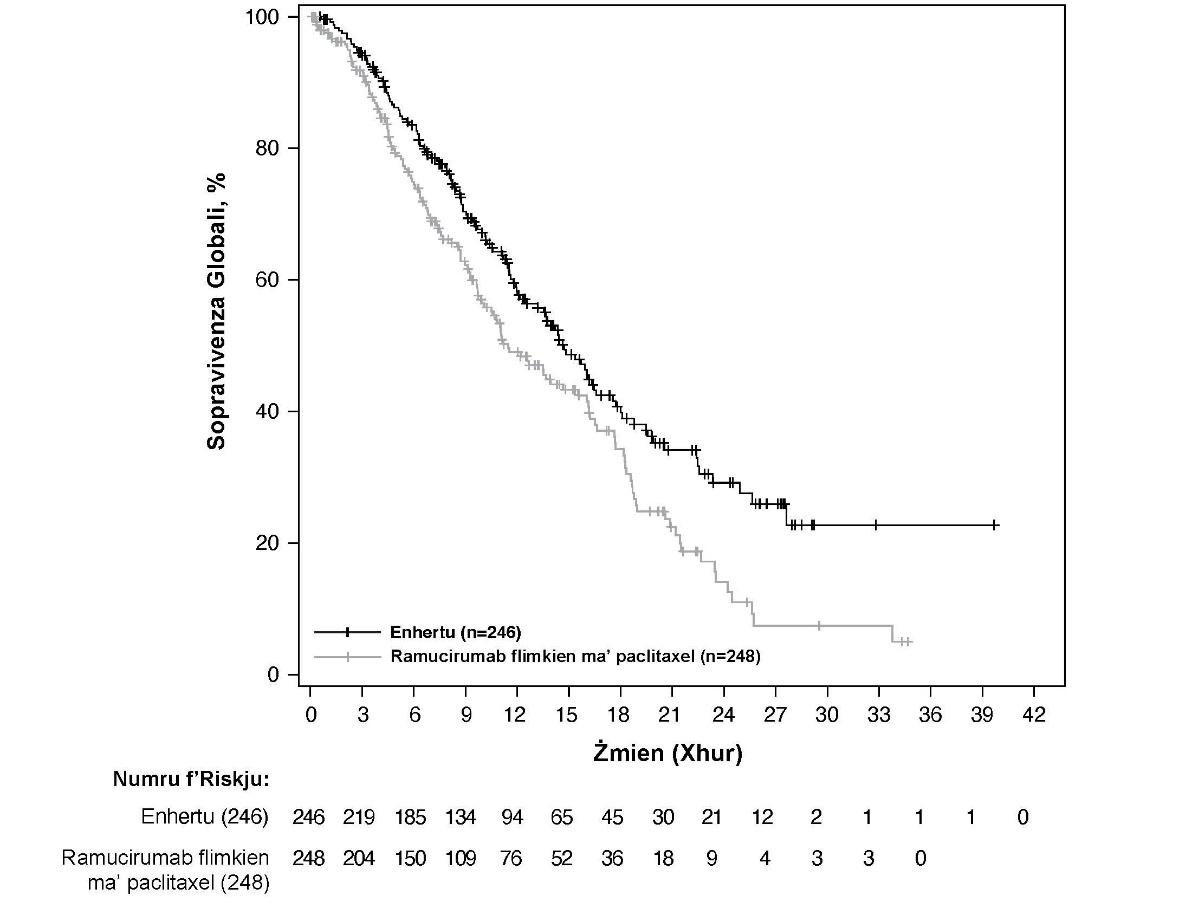 100
80
60
40
20
0
Sopravivenza Globali, %
Enhertu (n=246)
Ramucirumab flimkien ma’ paclitaxel (n=248)
0 3 6 9 12 15 18 21 24 27 30 33 36 39 42
Żmien (Xhur)
Numru f’Riskju:
Enhertu (246) 246 219 185 134 94 65 45 30 21 12 2 1 1 1 0
Ramucirumab flimkien 248 204 150 109 76 52 36 18 9 4 3 3 0
ma’ paclitaxel (248)